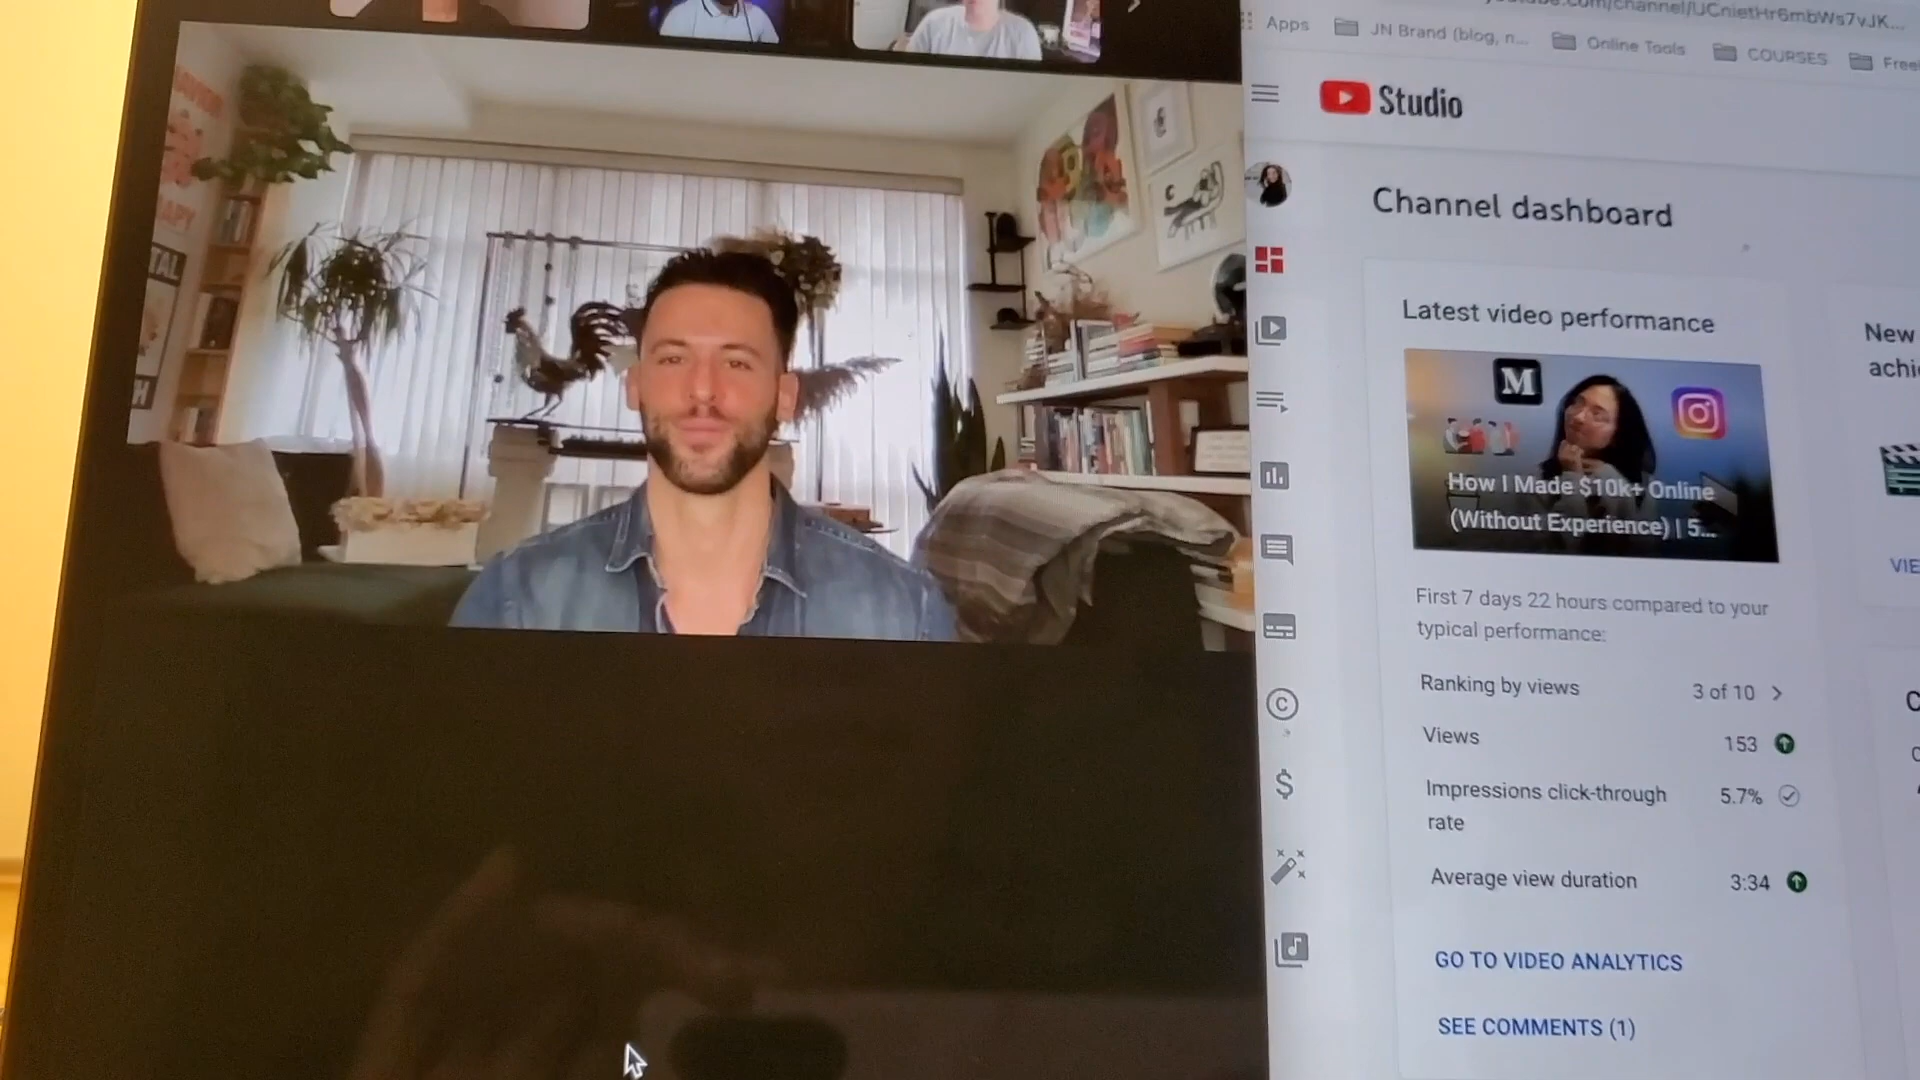 Apps
JN Brand (blog, n...
Online Tools
COURSES
Studio
Channel dashboard
Latest video performance
M
How I Made $10k+ Online
(Without Experience) | 5...
First 7 days 22 hours compared to your
typical performance:
Ranking by views 3 of 10
Views 153
Impressions click-through 5.7%
rate
Average view duration 3:34
GO TO VIDEO ANALYTICS
SEE COMMENTS (1)
New